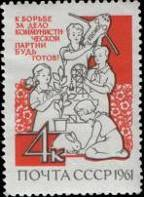 К БОРЬБЕ
ЗА ДЕЛО
КОММУНИСТИ-
ЧЕСКОЙ
ПАРТИИ
БУДЬ
ГОТОВ!
4к
ПОЧТА СССР 1961